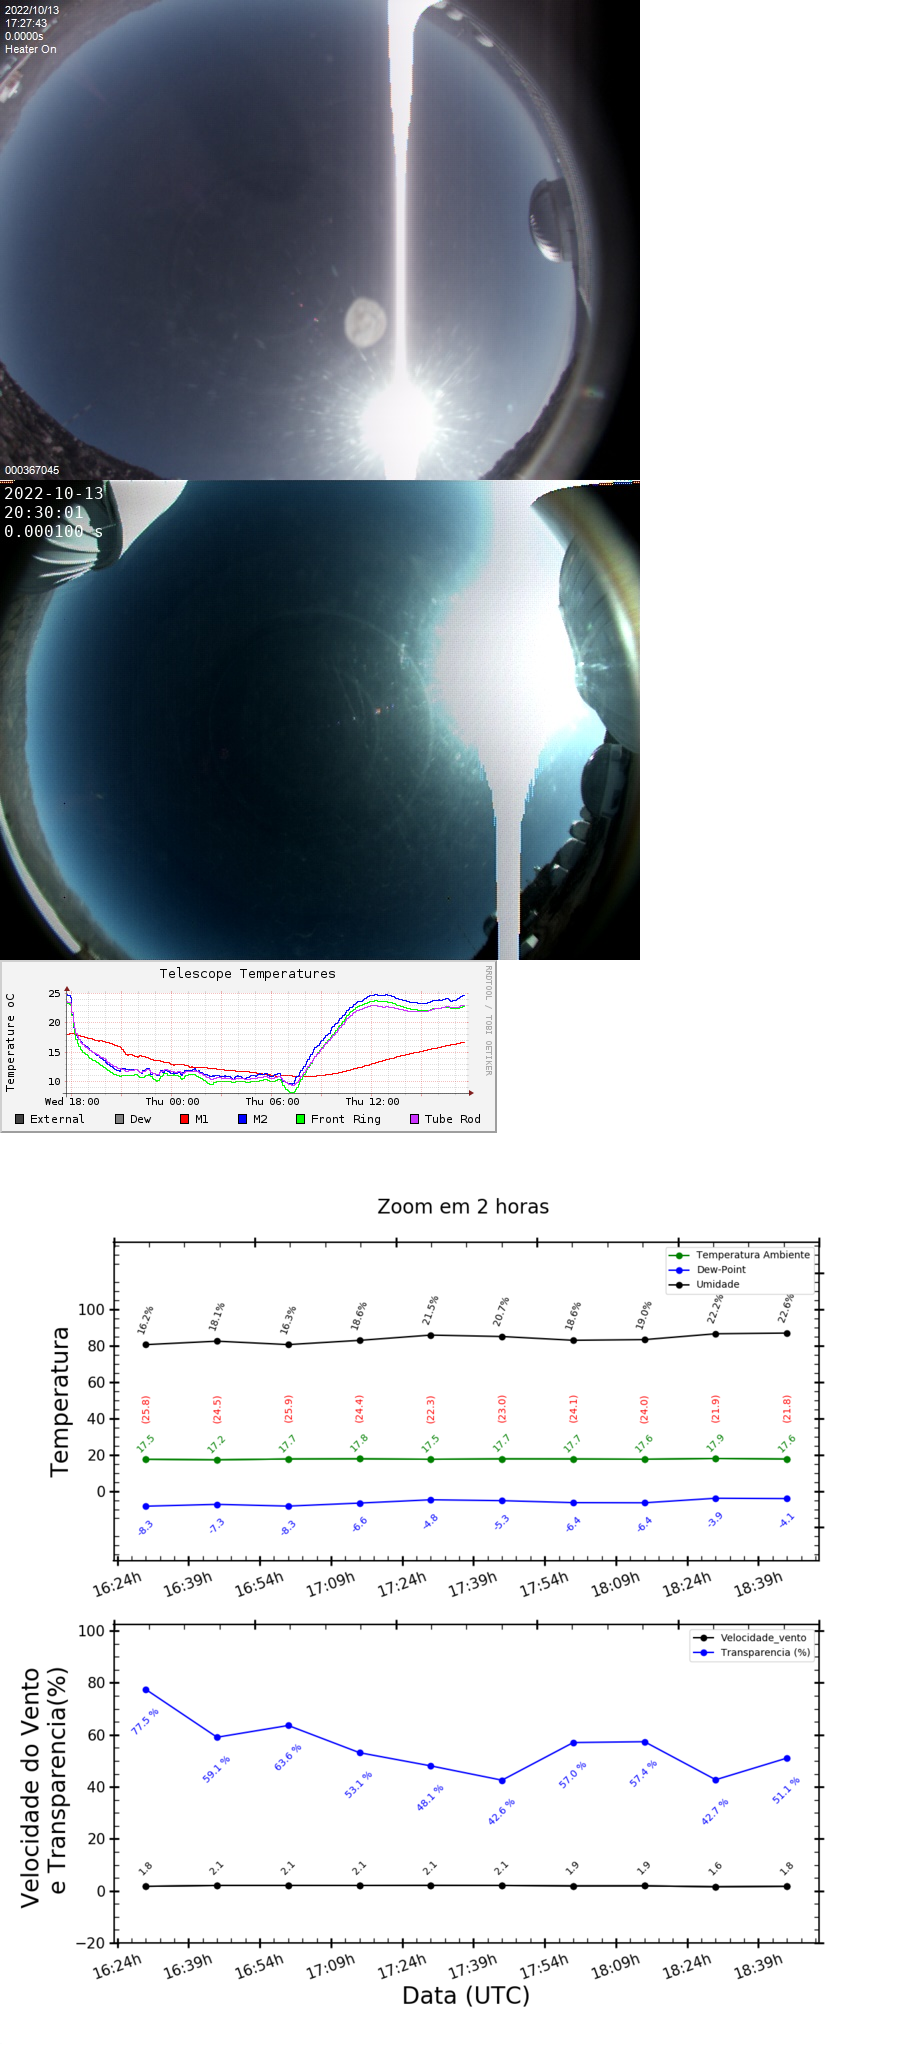 2022/10/13
17:27:43
0.0000s
Heater On
000367045
2022-10-13
20:30:01
0.000100 s
Telescope Temperatures
Temperature oC
25
20
15
10
Wed 18:00 Thu 00:00 Thu 06:00 Thu 12:00
External Dew M1 M2 Front Ring Tube Rod
RRDTOOL / TOBI OETIKER
Zoom em 2 horas
Temperatura Ambiente
Dew-Point
Umidade
Temperatura
100
80
60
40
20
0
16.2% 18.1% 16.3% 18.6% 21.5% 20.7% 18.6% 19.0% 22.2% 22.6%
(25.8) (24.5) (25.9) (24.4) (22.3) (23.0) (24.1) (24.0) (21.9) (21.8)
17.5 17.2 17.7 17.8 17.5 17.7 17.7 17.6 17.9 17.6
-8.3 -7.3 -8.3 -6.6 -4.8 -5.3 -6.4 -6.4 -3.9 -4.1
16:24h 16:39h 16:54h 17:09h 17:24h 17:39h 17:54h 18:09h 18:24h 18:39h
Velocidade_vento
Transparencia (%)
Velocidade do Vento
e Transparencia(%)
100
80
60
40
20
0
−20
77.5 % 59.1 % 63.6 % 53.1 % 48.1 % 42.6 % 57.0 % 57.4 % 42.7 % 51.1 %
1.8 2.1 2.1 2.1 2.1 2.1 1.9 1.9 1.6 1.8
16:24h 16:39h 16:54h 17:09h 17:24h 17:39h 17:54h 18:09h 18:24h 18:39h
Data (UTC)